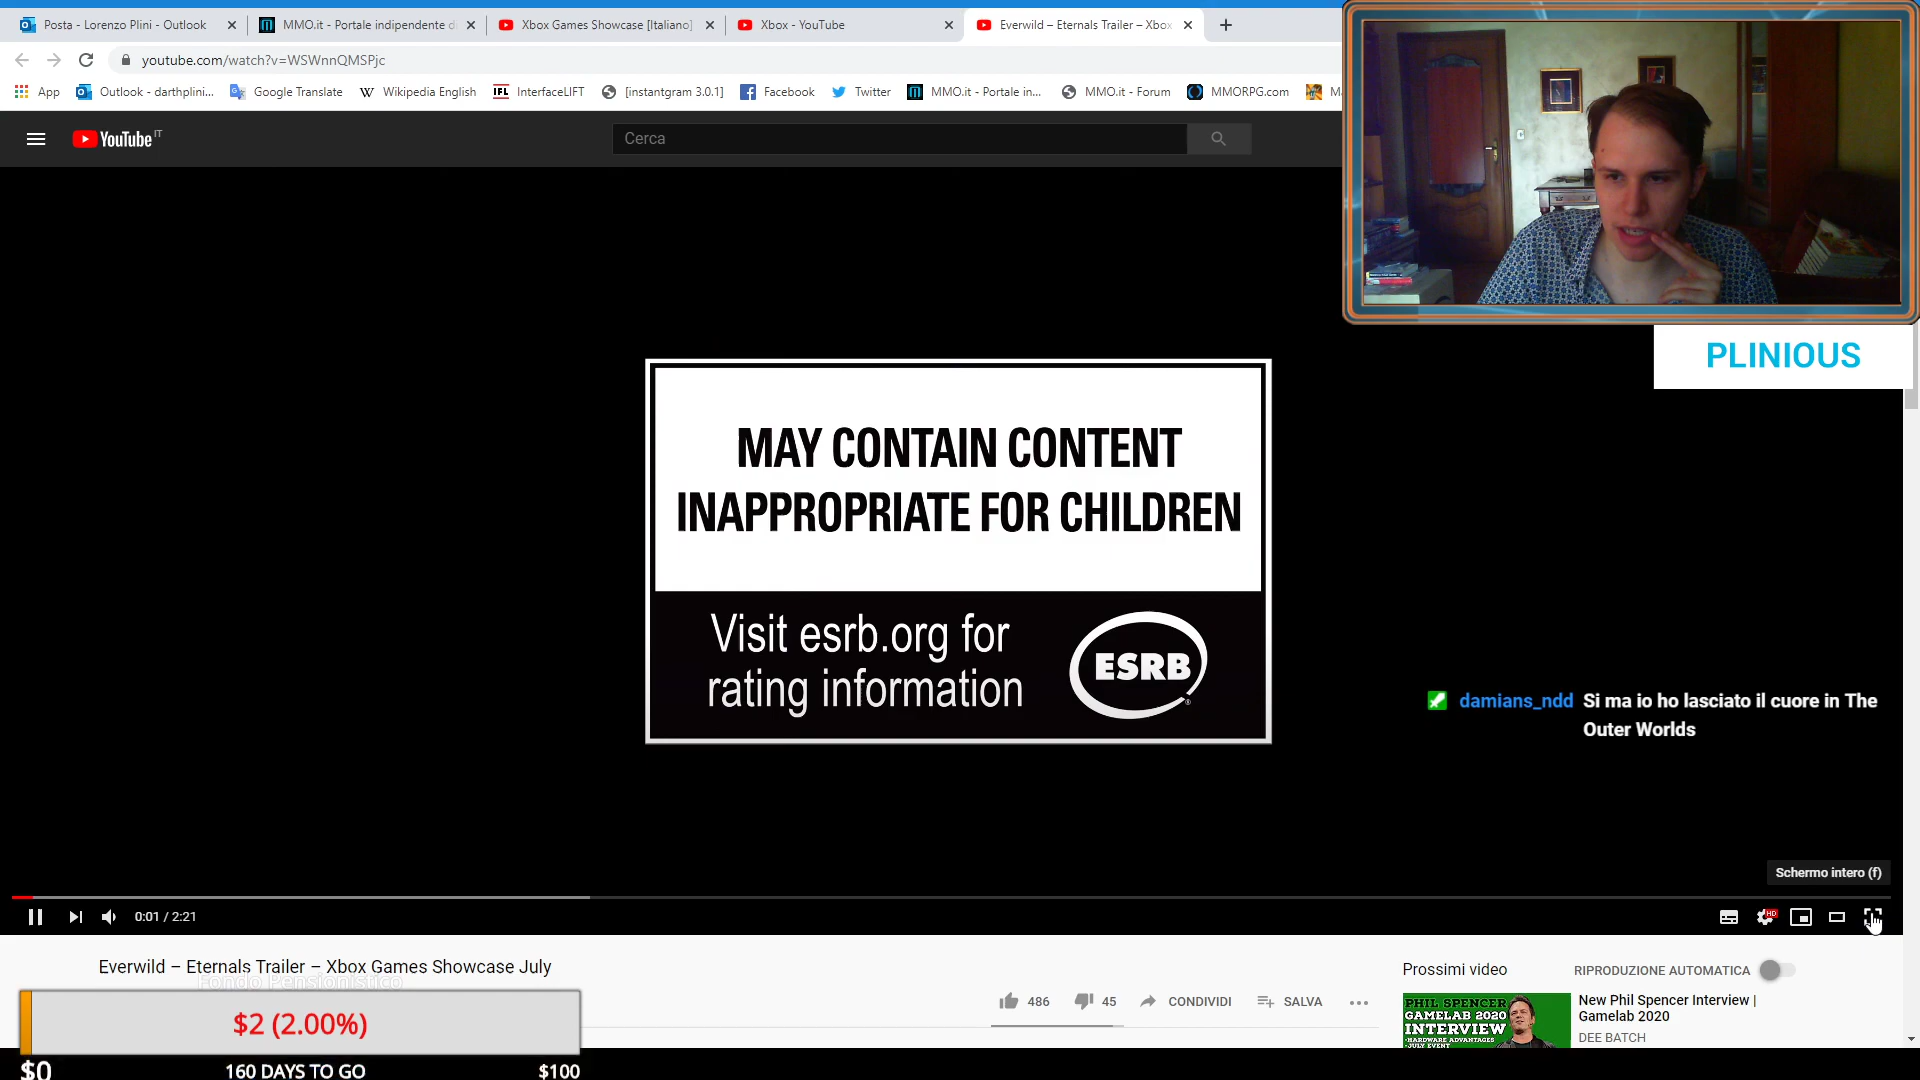 Posta - Lorenzo Plini - Outlook
MMO.it - Portale indipendente d
Xbox Games Showcase [Italiano]
Xbox - YouTube
Everwild – Eternals Trailer – Xbox
youtube.com/watch?v=WSWnnQMSPjc
App
Outlook - darthplini...
Google Translate
Wikipedia English
IFL InterfaceLIFT
[instantgram 3.0.1]
Facebook
Twitter
MMO.it - Portale in...
MMO.it - Forum
MMORPG.com
YouTube IT
Cerca
PLINIOUS
MAY CONTAIN CONTENT
INAPPROPRIATE FOR CHILDREN
Visit esrb.org for
rating information
ESRB
damians_ndd Si ma io ho lasciato il cuore in The
Outer Worlds
Schermo intero (f)
0:01 / 2:21
HD
Everwild – Eternals Trailer – Xbox Games Showcase July
Fondo Pensionistico
$2 (2.00%)
$0
160 DAYS TO GO
$100
486
45
CONDIVIDI
SALVA
Prossimi video
RIPRODUZIONE AUTOMATICA
PHIL SPENCER
GAMELAB 2020
INTERVIEW
•HARDWARE ADVANTAGES
•JULY EVENT
New Phil Spencer Interview |
Gamelab 2020
DEE BATCH